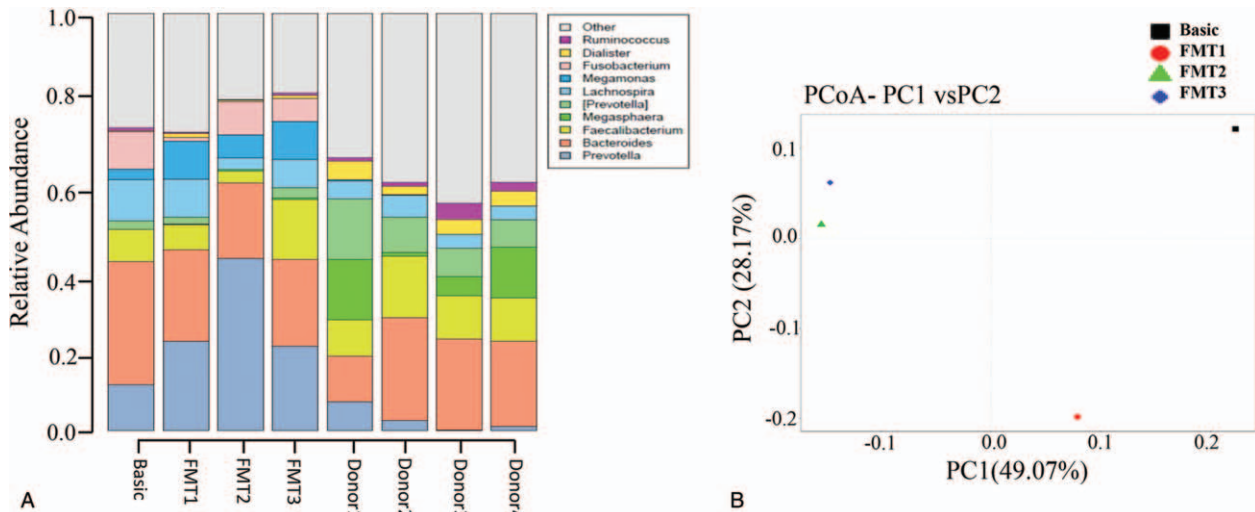 1.0
0.8
0.6
0.4
0.2
0.0
Relative Abundance
Basic
FMT1
FMT2
FMT3
Other
Ruminococcus
Dialister
Fusobacterium
Megamonas
Lachnospira
[Prevotella]
Megasphaera
Faecalibacterium
Bacteroides
Prevotella
A
Basic
FMT1
FMT2
FMT3
PCoA- PC1 vsPC2
0.1
0.0
-0.1
-0.2
PC2 (28.17%)
-0.1
0.0
0.1
0.2
PC1(49.07%)
B